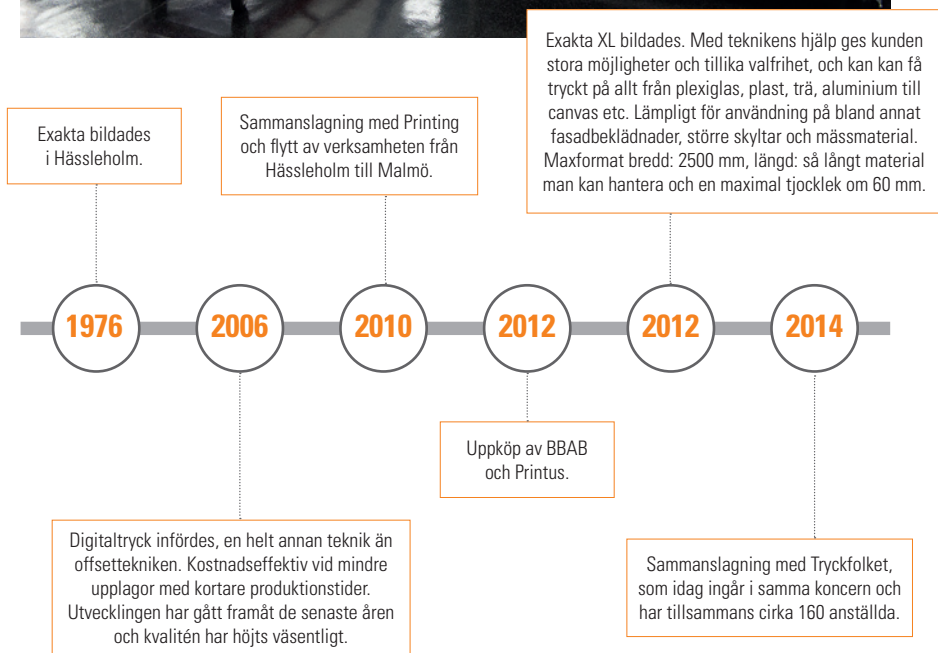 Exakta XL bildades. Med teknikens hjälp ges kunden
stora möjligheter och tillika valfrihet, och kan kan få
tryckt på allt från plexiglas, plast, trä, aluminium till
canvas etc. Lämpligt för användning på bland annat
fasadbeklädnader, större skyltar och mässmaterial.
Maxformat bredd: 2500 mm, längd: så långt material
man kan hantera och en maximal tjocklek om 60 mm.
Exakta bildades
i Hässleholm.
Sammanslagning med Printing
och flytt av verksamheten från
Hässleholm till Malmö.
1976
2006
2010
2012
2012
2014
Uppköp av BBAB
och Printus.
Digitaltryck infördes, en helt annan teknik än
offsettekniken. Kostnadseffektiv vid mindre
upplagor med kortare produktionstider.
Utvecklingen har gått framåt de senaste åren
och kvalitén har höjts väsentligt.
Sammanslagning med Tryckfolket,
som idag ingår i samma koncern och
har tillsammans cirka 160 anställda.